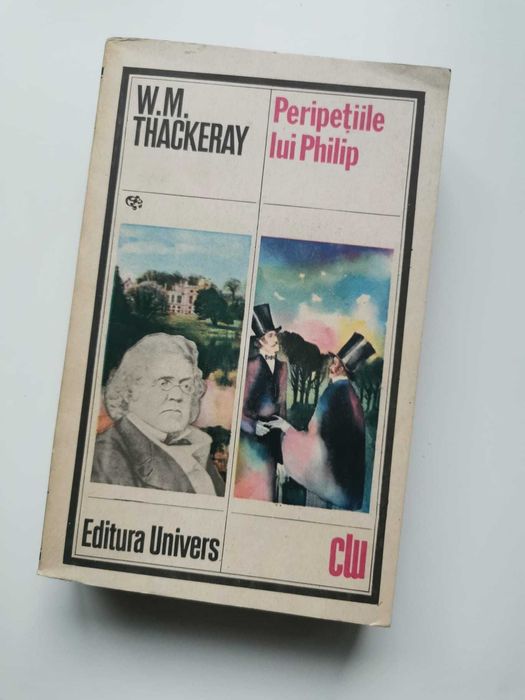 W.M.
THACKERAY
Peripețiile
lui Philip
Editura Univers
clu